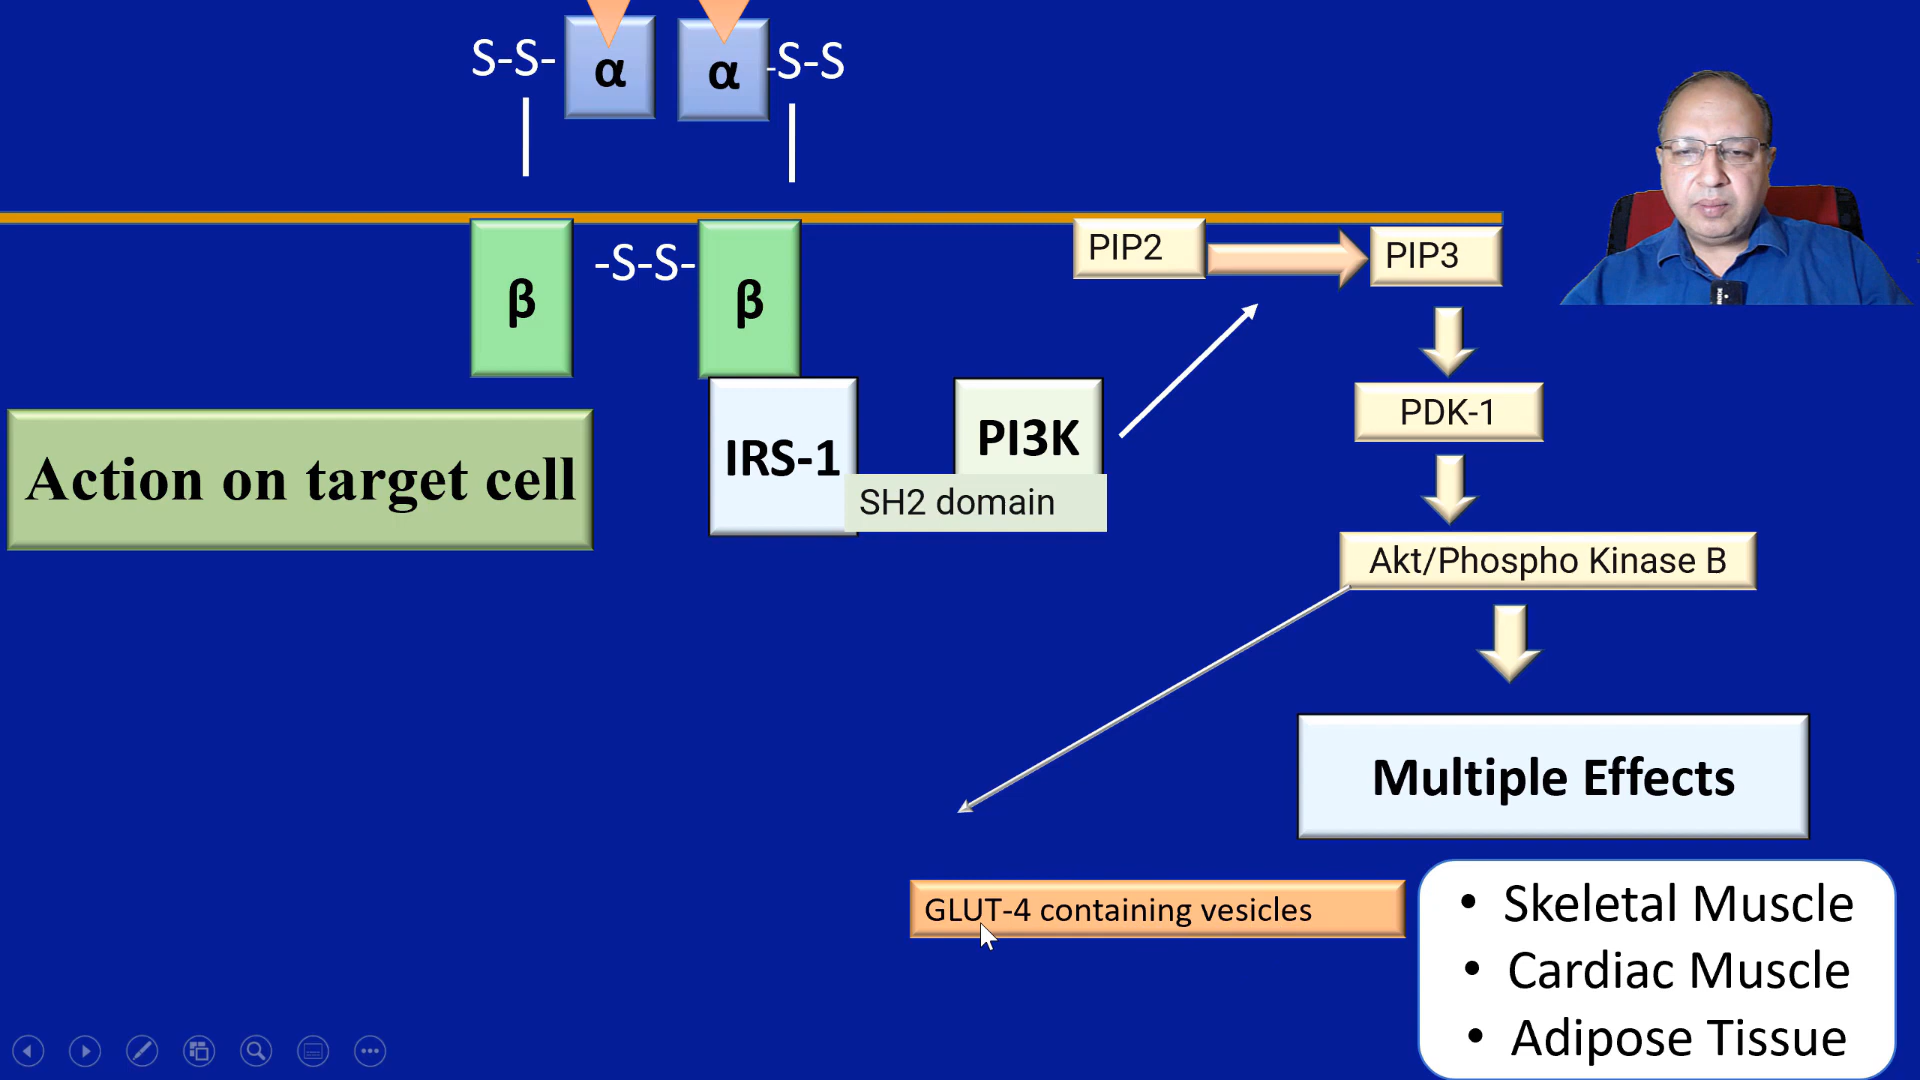 S-S-
α
α
-S-S
β
-S-S-
β
PIP2
PIP3
PDK-1
Action on target cell
IRS-1
PI3K
SH2 domain
Akt/Phospho Kinase B
Multiple Effects
GLUT-4 containing vesicles
• Skeletal Muscle
• Cardiac Muscle
• Adipose Tissue